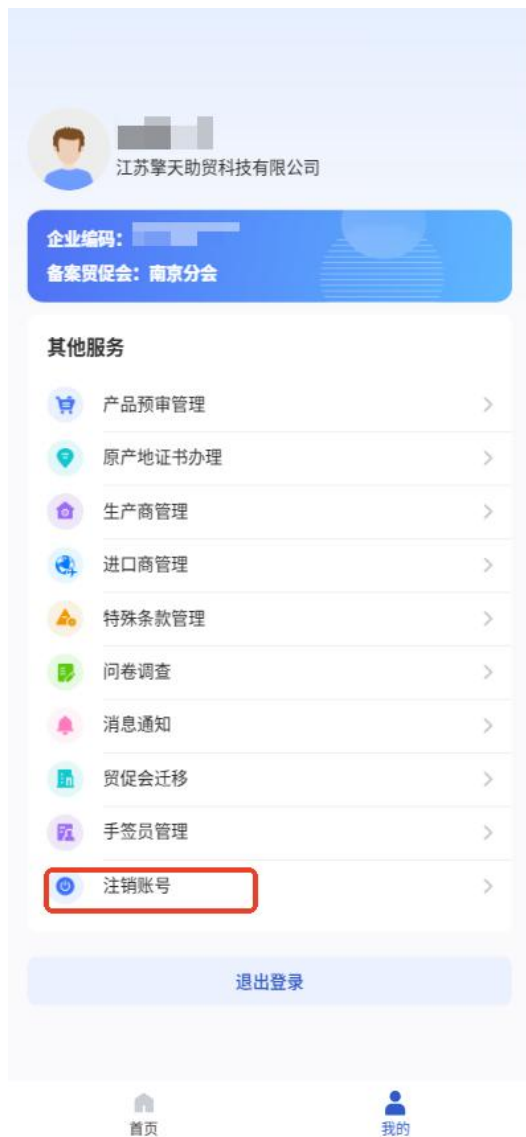 江苏擎天助贸科技有限公司
企业编码：
备案贸促会：南京分会
其他服务
产品预审管理
原产地证书办理
生产商管理
进口商管理
特殊条款管理
问卷调查
消息通知
贸促会迁移
手签员管理
注销账号
退出登录
首页
我的